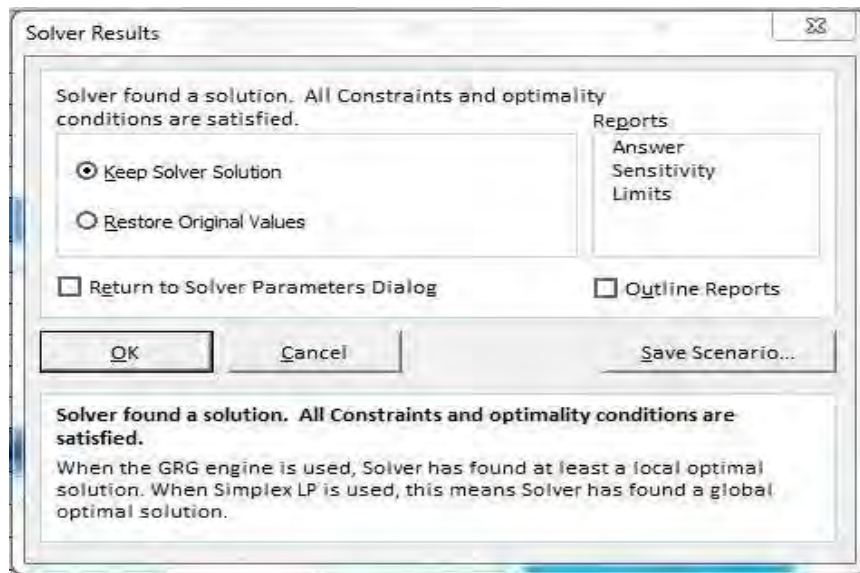 Solver Results
Solver found a solution. All Constraints and optimality
conditions are satisfied.
Reports
Answer
Sensitivity
Limits
Keep Solver Solution
Restore Original Values
Return to Solver Parameters Dialog
Outline Reports
OK
Cancel
Save Scenario...
Solver found a solution. All Constraints and optimality conditions are
satisfied.
When the GRG engine is used, Solver has found at least a local optimal
solution. When Simplex LP is used, this means Solver has found a global
optimal solution.